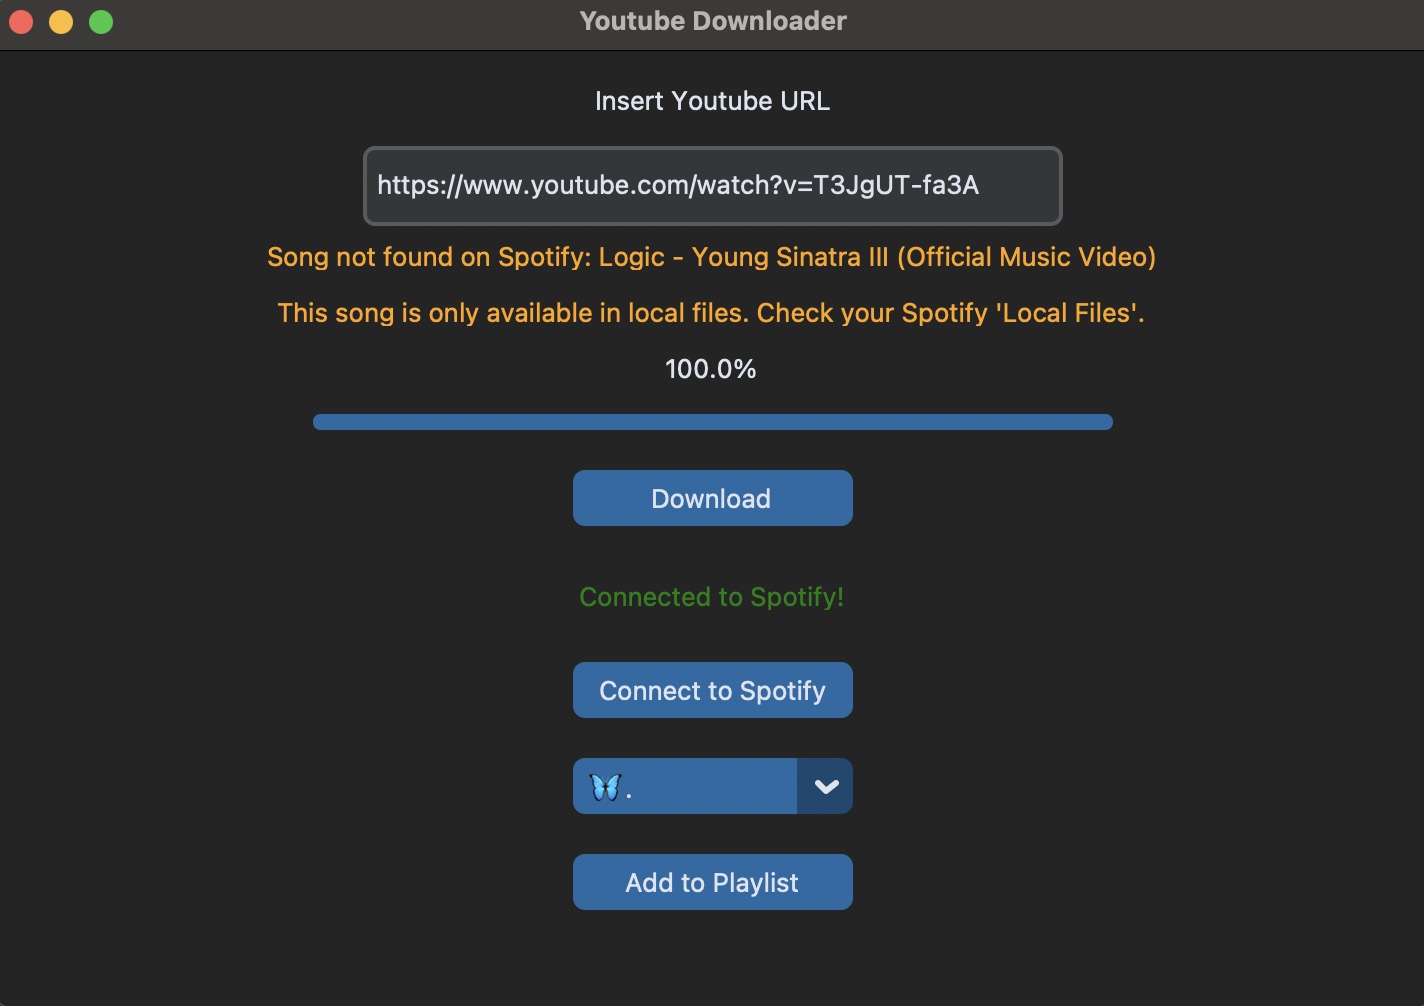 Youtube Downloader
Insert Youtube URL
https://www.youtube.com/watch?v=T3JgUT-fa3A
Song not found on Spotify: Logic - Young Sinatra III (Official Music Video)
This song is only available in local files. Check your Spotify 'Local Files'.
100.0%
Download
Connected to Spotify!
Connect to Spotify
🦋.
Add to Playlist